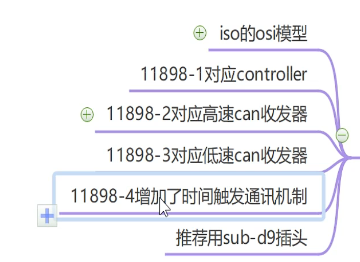 iso的osi模型
11898-1对应controller
11898-2对应高速can收发器
11898-3对应低速can收发器
11898-4增加了时间触发通讯机制
推荐用sub-d9插头